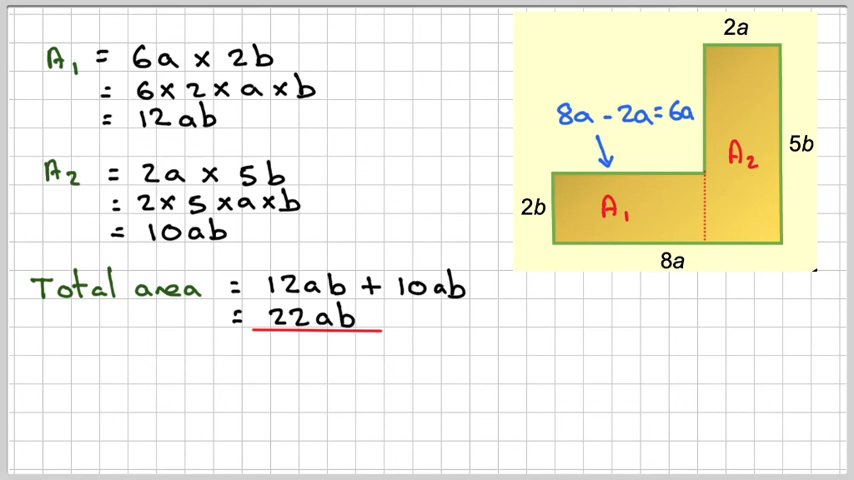 A₁ = 6a × 2b
= 6 × 2 × a × b
= 12ab
A₂ = 2a × 5b
= 2 × 5 × a × b
= 10ab
Total area = 12ab + 10ab
= 22ab
2a
8a - 2a = 6a
5b
A₂
2b
A₁
8a